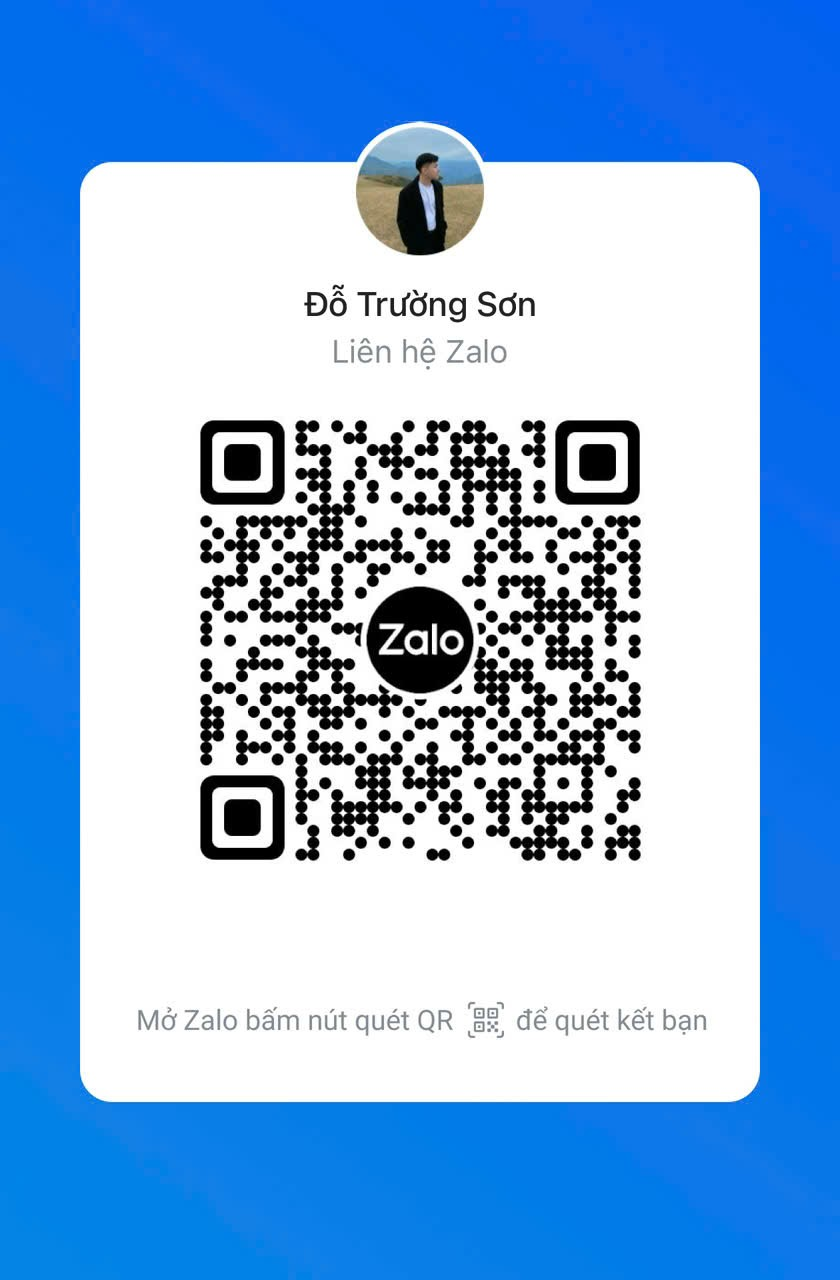 Đỗ Trường Sơn
Liên hệ Zalo
Zalo
Mở Zalo bấm nút quét QR để quét kết bạn